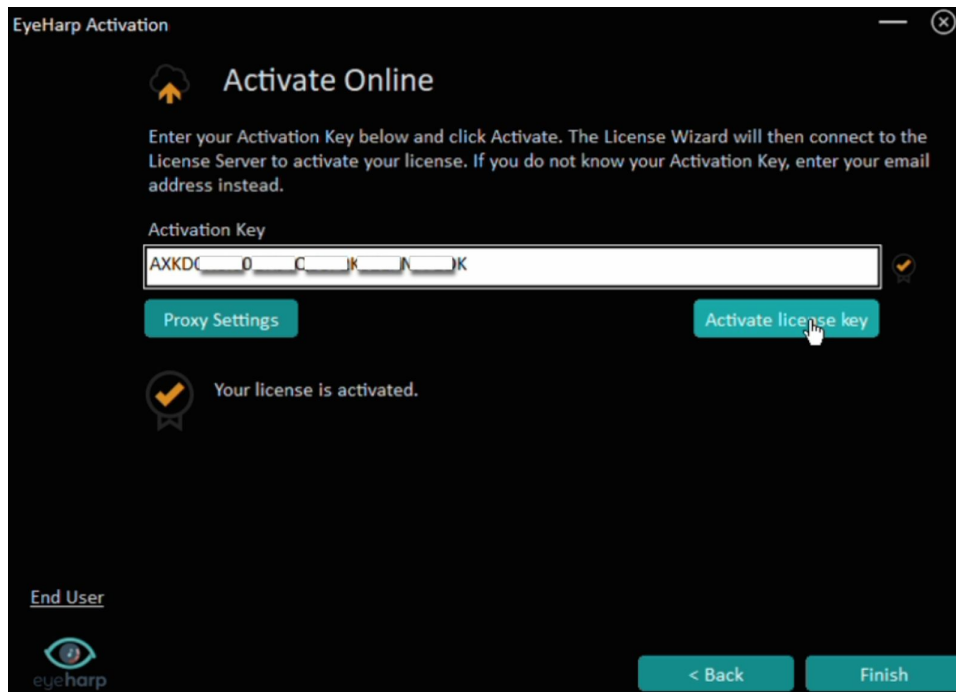 EyeHarp Activation
Activate Online
Enter your Activation Key below and click Activate. The License Wizard will then connect to the
License Server to activate your license. If you do not know your Activation Key, enter your email
address instead.
Activation Key
Proxy Settings
Activate license key
Your license is activated.
End User
eyeharp
< Back
Finish